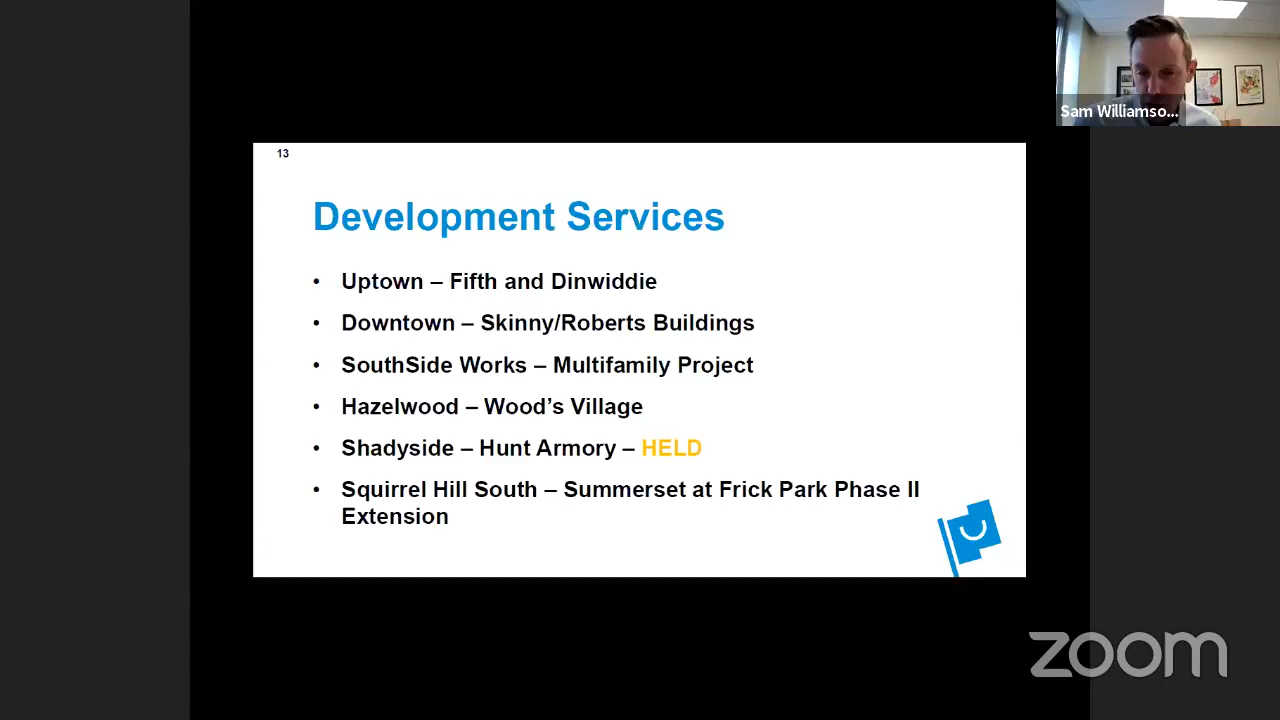 Sam Williamso...
13
Development Services
• Uptown – Fifth and Dinwiddie
• Downtown – Skinny/Roberts Buildings
• SouthSide Works – Multifamily Project
• Hazelwood – Wood’s Village
• Shadyside – Hunt Armory – HELD
• Squirrel Hill South – Summerset at Frick Park Phase II
Extension
zoom